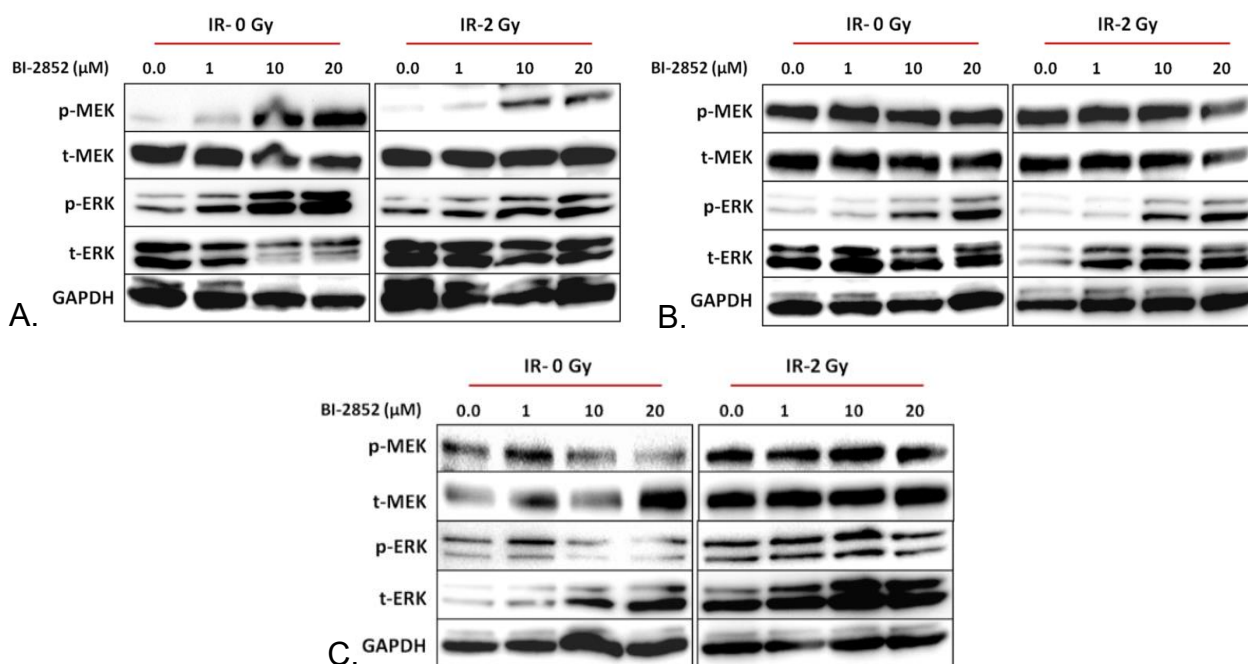 IR- 0 Gy
IR-2 Gy
BI-2852 (μM) 0.0 1 10 20 0.0 1 10 20
p-MEK
t-MEK
p-ERK
t-ERK
GAPDH
A.
IR- 0 Gy
IR-2 Gy
BI-2852 (μM) 0.0 1 10 20 0.0 1 10 20
p-MEK
t-MEK
p-ERK
t-ERK
GAPDH
B.
IR- 0 Gy
IR-2 Gy
BI-2852 (μM) 0.0 1 10 20 0.0 1 10 20
p-MEK
t-MEK
p-ERK
t-ERK
GAPDH
C.